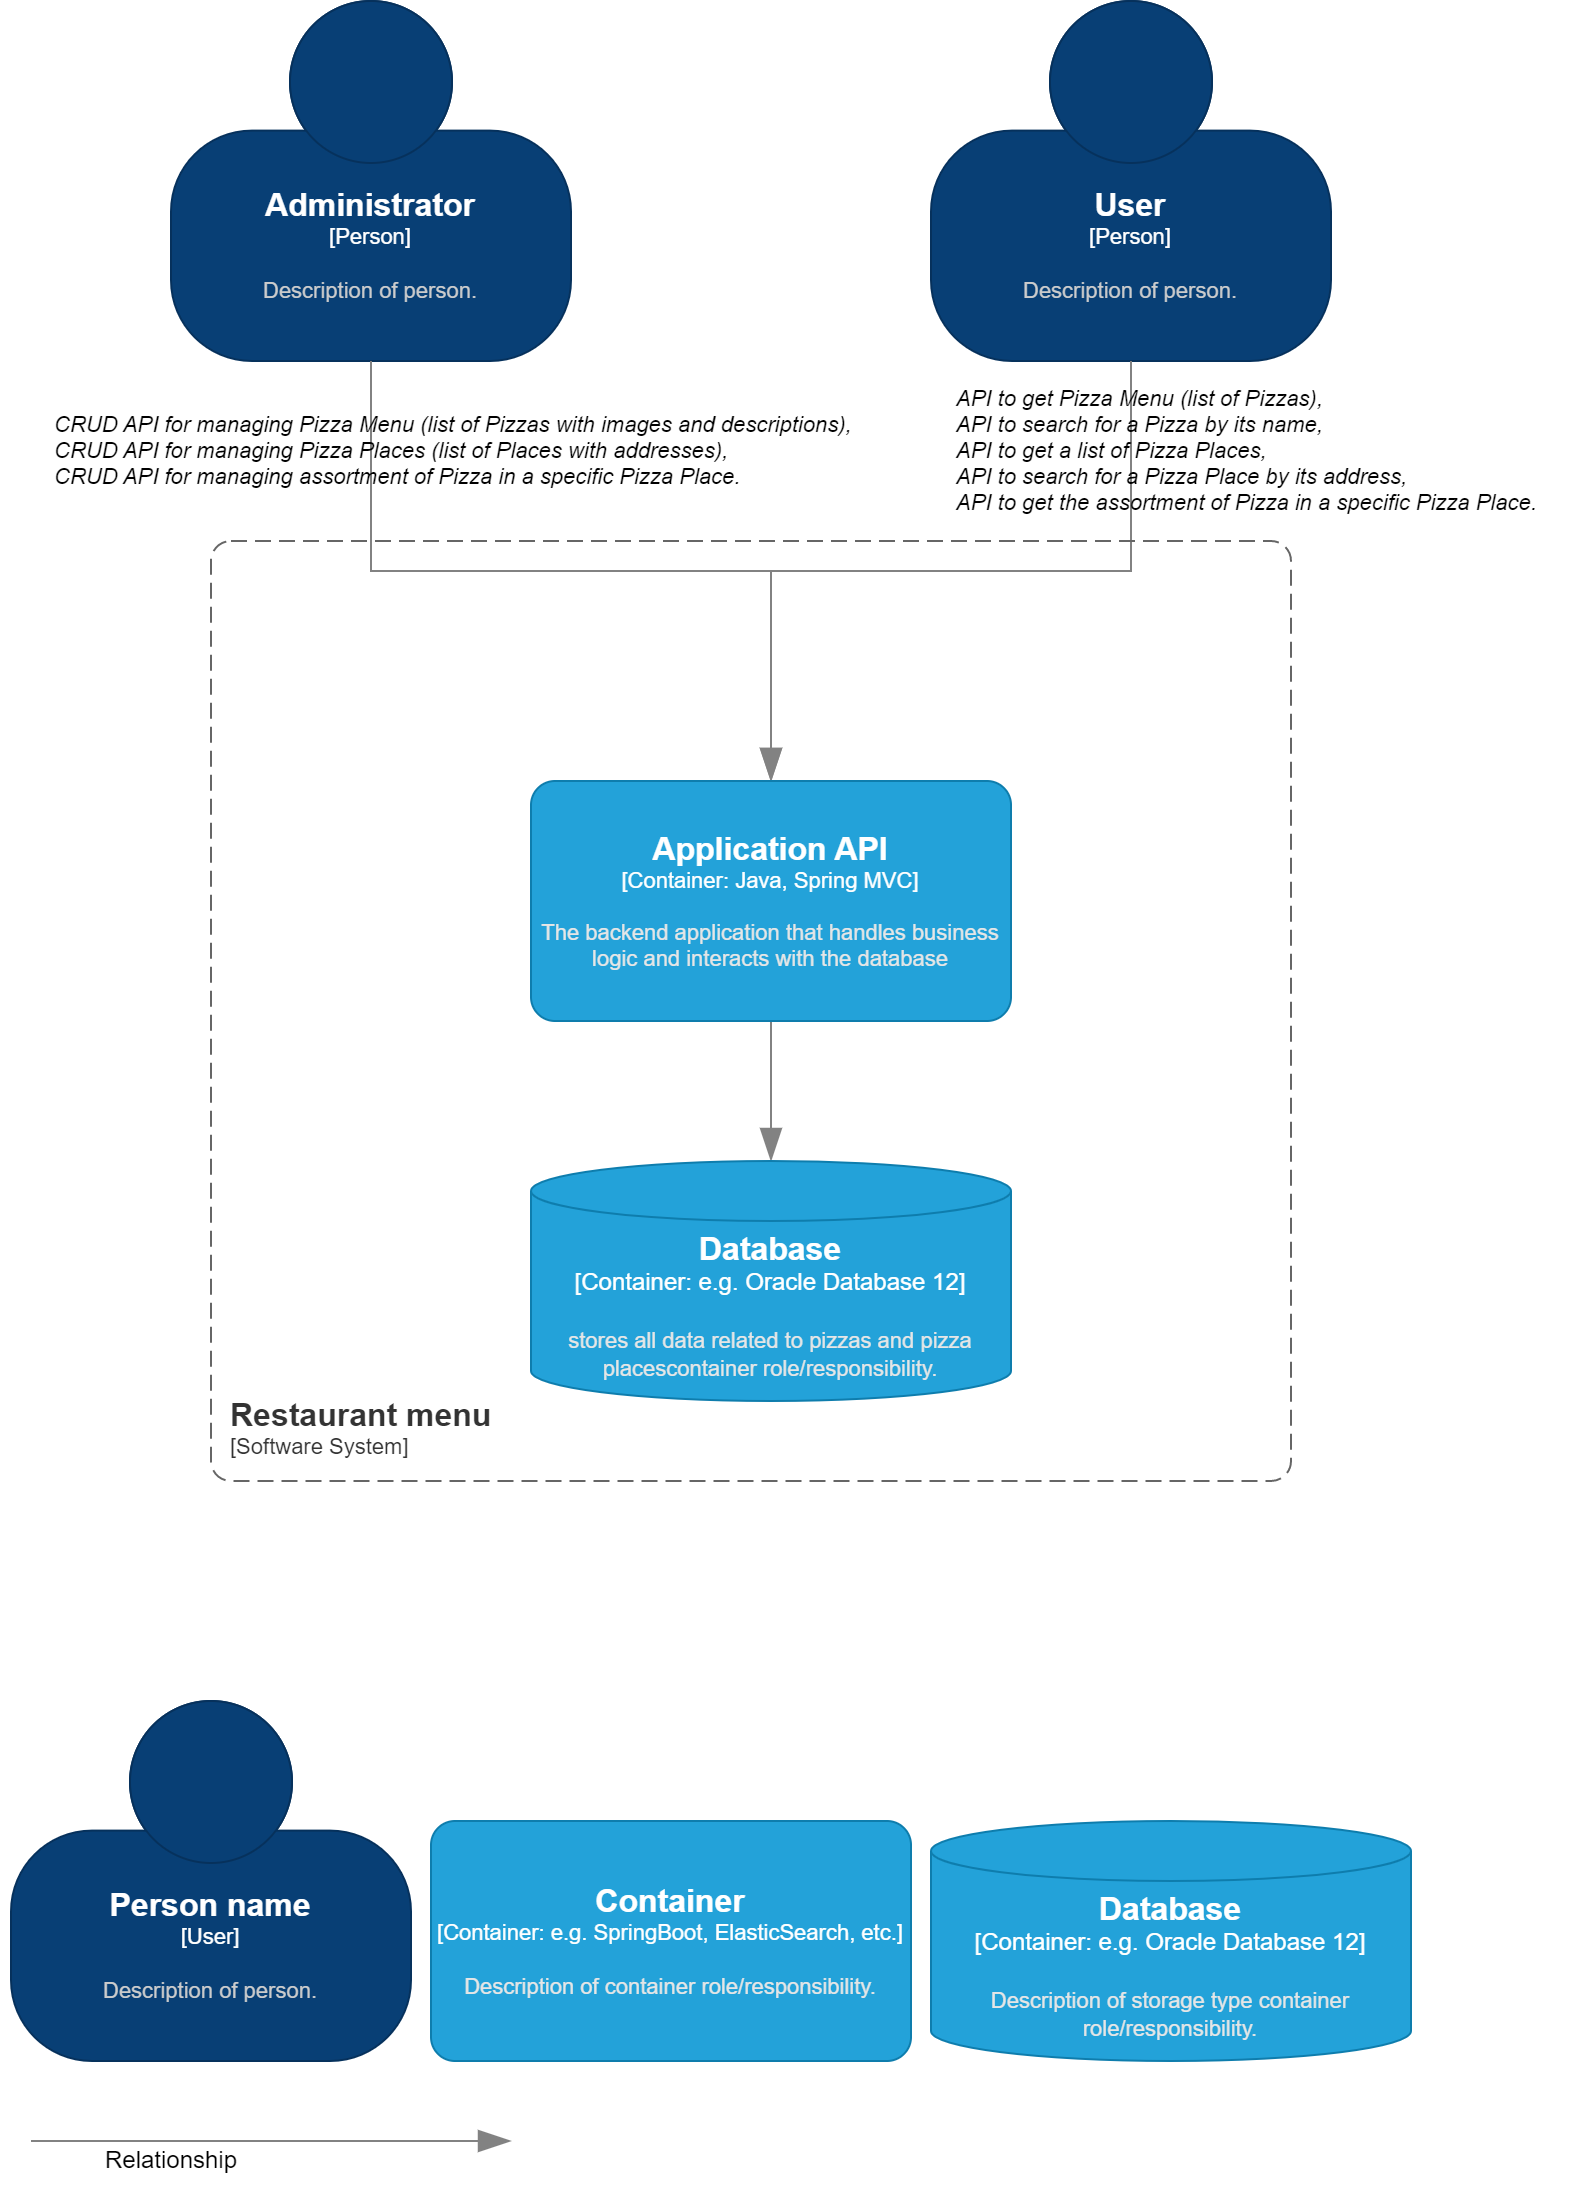 Administrator
[Person]
Description of person.
User
[Person]
Description of person.
CRUD API for managing Pizza Menu (list of Pizzas with images and descriptions),
CRUD API for managing Pizza Places (list of Places with addresses),
CRUD API for managing assortment of Pizza in a specific Pizza Place.
API to get Pizza Menu (list of Pizzas),
API to search for a Pizza by its name,
API to get a list of Pizza Places,
API to search for a Pizza Place by its address,
API to get the assortment of Pizza in a specific Pizza Place.
Application API
[Container: Java, Spring MVC]
The backend application that handles business
logic and interacts with the database
Database
[Container: e.g. Oracle Database 12]
stores all data related to pizzas and pizza
placescontainer role/responsibility.
Restaurant menu
[Software System]
Person name
[User]
Description of person.
Container
[Container: e.g. SpringBoot, ElasticSearch, etc.]
Description of container role/responsibility.
Database
[Container: e.g. Oracle Database 12]
Description of storage type container
role/responsibility.
Relationship